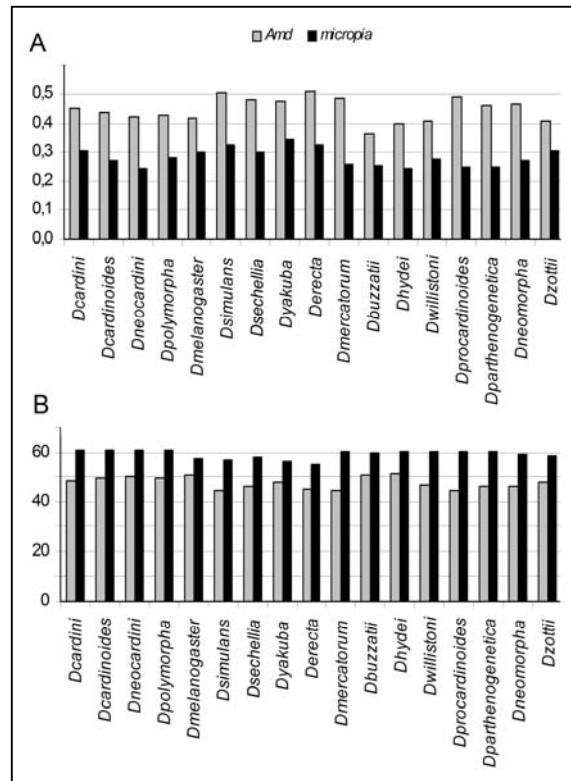 A
Amd micropia
0,5
0,4
0,3
0,2
0,1
0,0
Dcardini
Dcardinoides
Dneocardini
Dpolymorpha
Dmelanogaster
Dsimulans
Dsechellia
Dyakuba
Derecta
Dmercatorum
Dbuzzatii
Dhydei
Dwillistoni
Dprocardinoides
Dparthenogenetica
Dneomorpha
Dzottii
B
60
40
20
0
Dcardini
Dcardinoides
Dneocardini
Dpolymorpha
Dmelanogaster
Dsimulans
Dsechellia
Dyakuba
Derecta
Dmercatorum
Dbuzzatii
Dhydei
Dwillistoni
Dprocardinoides
Dparthenogenetica
Dneomorpha
Dzottii